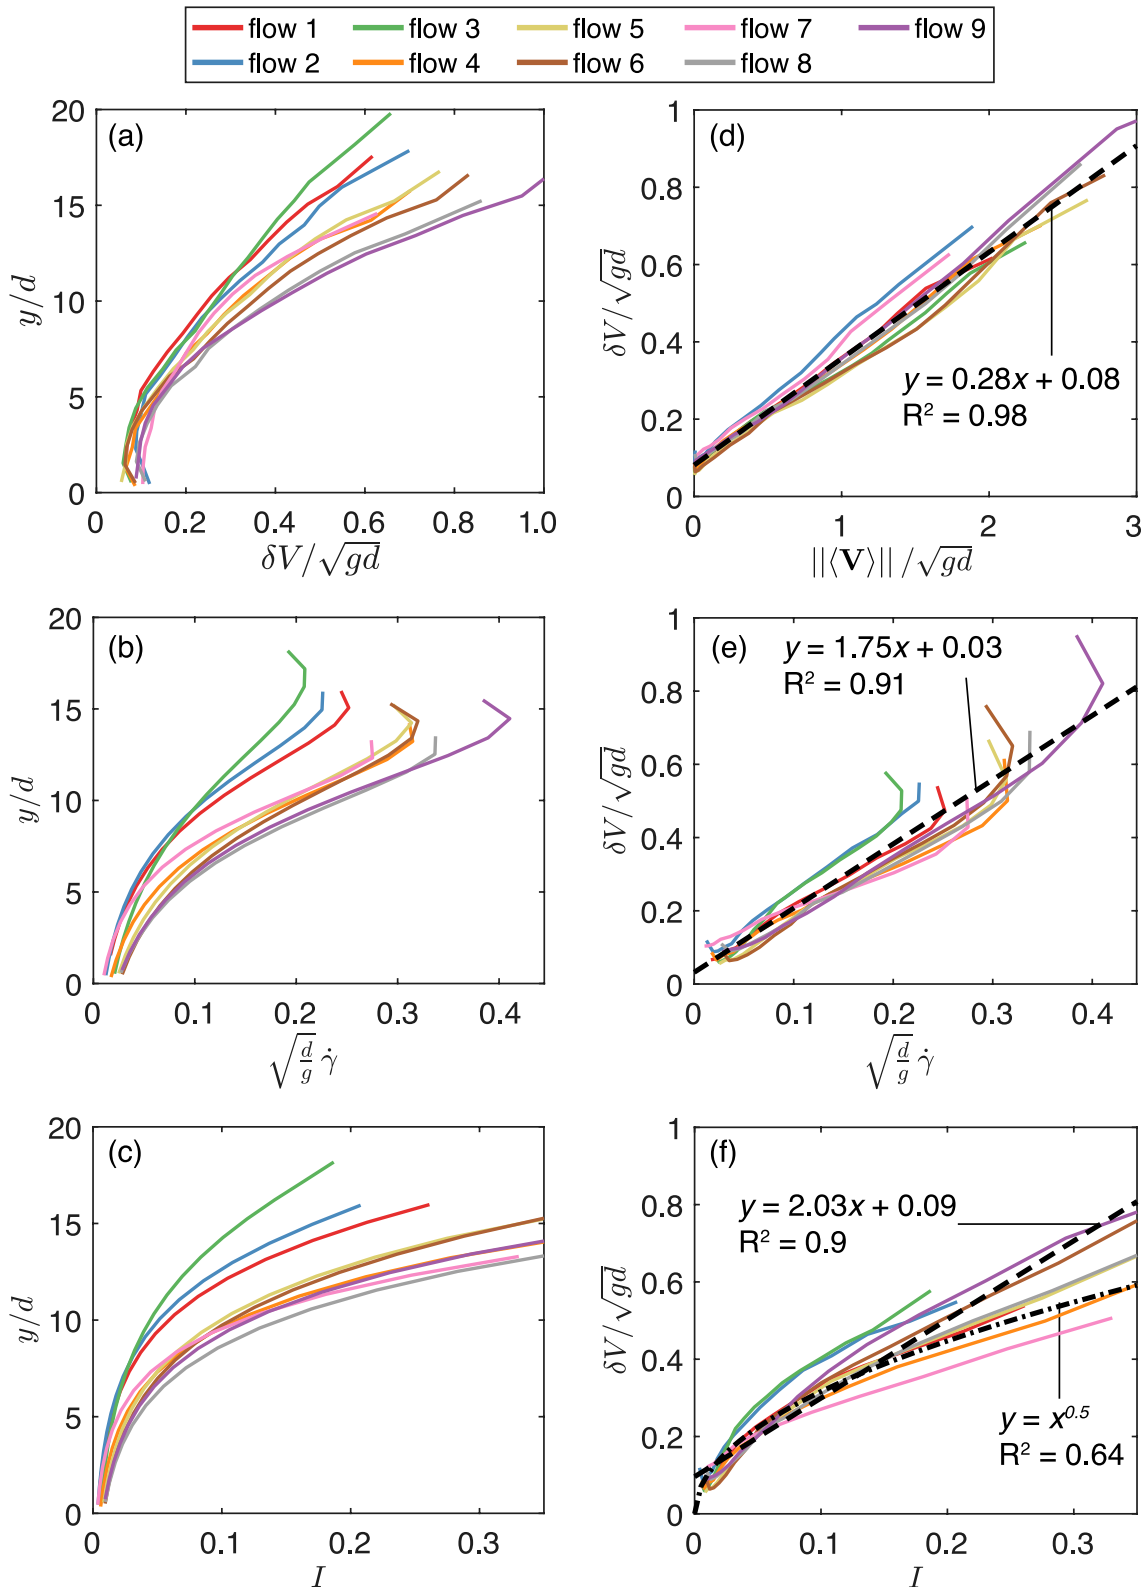 flow 1 flow 3 flow 5 flow 7 flow 9
flow 2 flow 4 flow 6 flow 8
(a)
20
15
10
5
0
y/d
0 0.2 0.4 0.6 0.8 1.0
δV/√gd
(d)
1
0.8
0.6
0.4
0.2
0
δV/√gd
y = 0.28x + 0.08
R² = 0.98
0 1 2 3
||⟨V⟩||/√gd
(b)
20
15
10
5
0
y/d
0 0.1 0.2 0.3 0.4
√(d/g) γ̇
(e)
1
0.8
0.6
0.4
0.2
0
δV/√gd
y = 1.75x + 0.03
R² = 0.91
0 0.1 0.2 0.3 0.4
√(d/g) γ̇
(c)
20
15
10
5
0
y/d
0 0.1 0.2 0.3
I
(f)
1
0.8
0.6
0.4
0.2
0
δV/√gd
y = 2.03x + 0.09
R² = 0.9
y = x^0.5
R² = 0.64
0 0.1 0.2 0.3
I